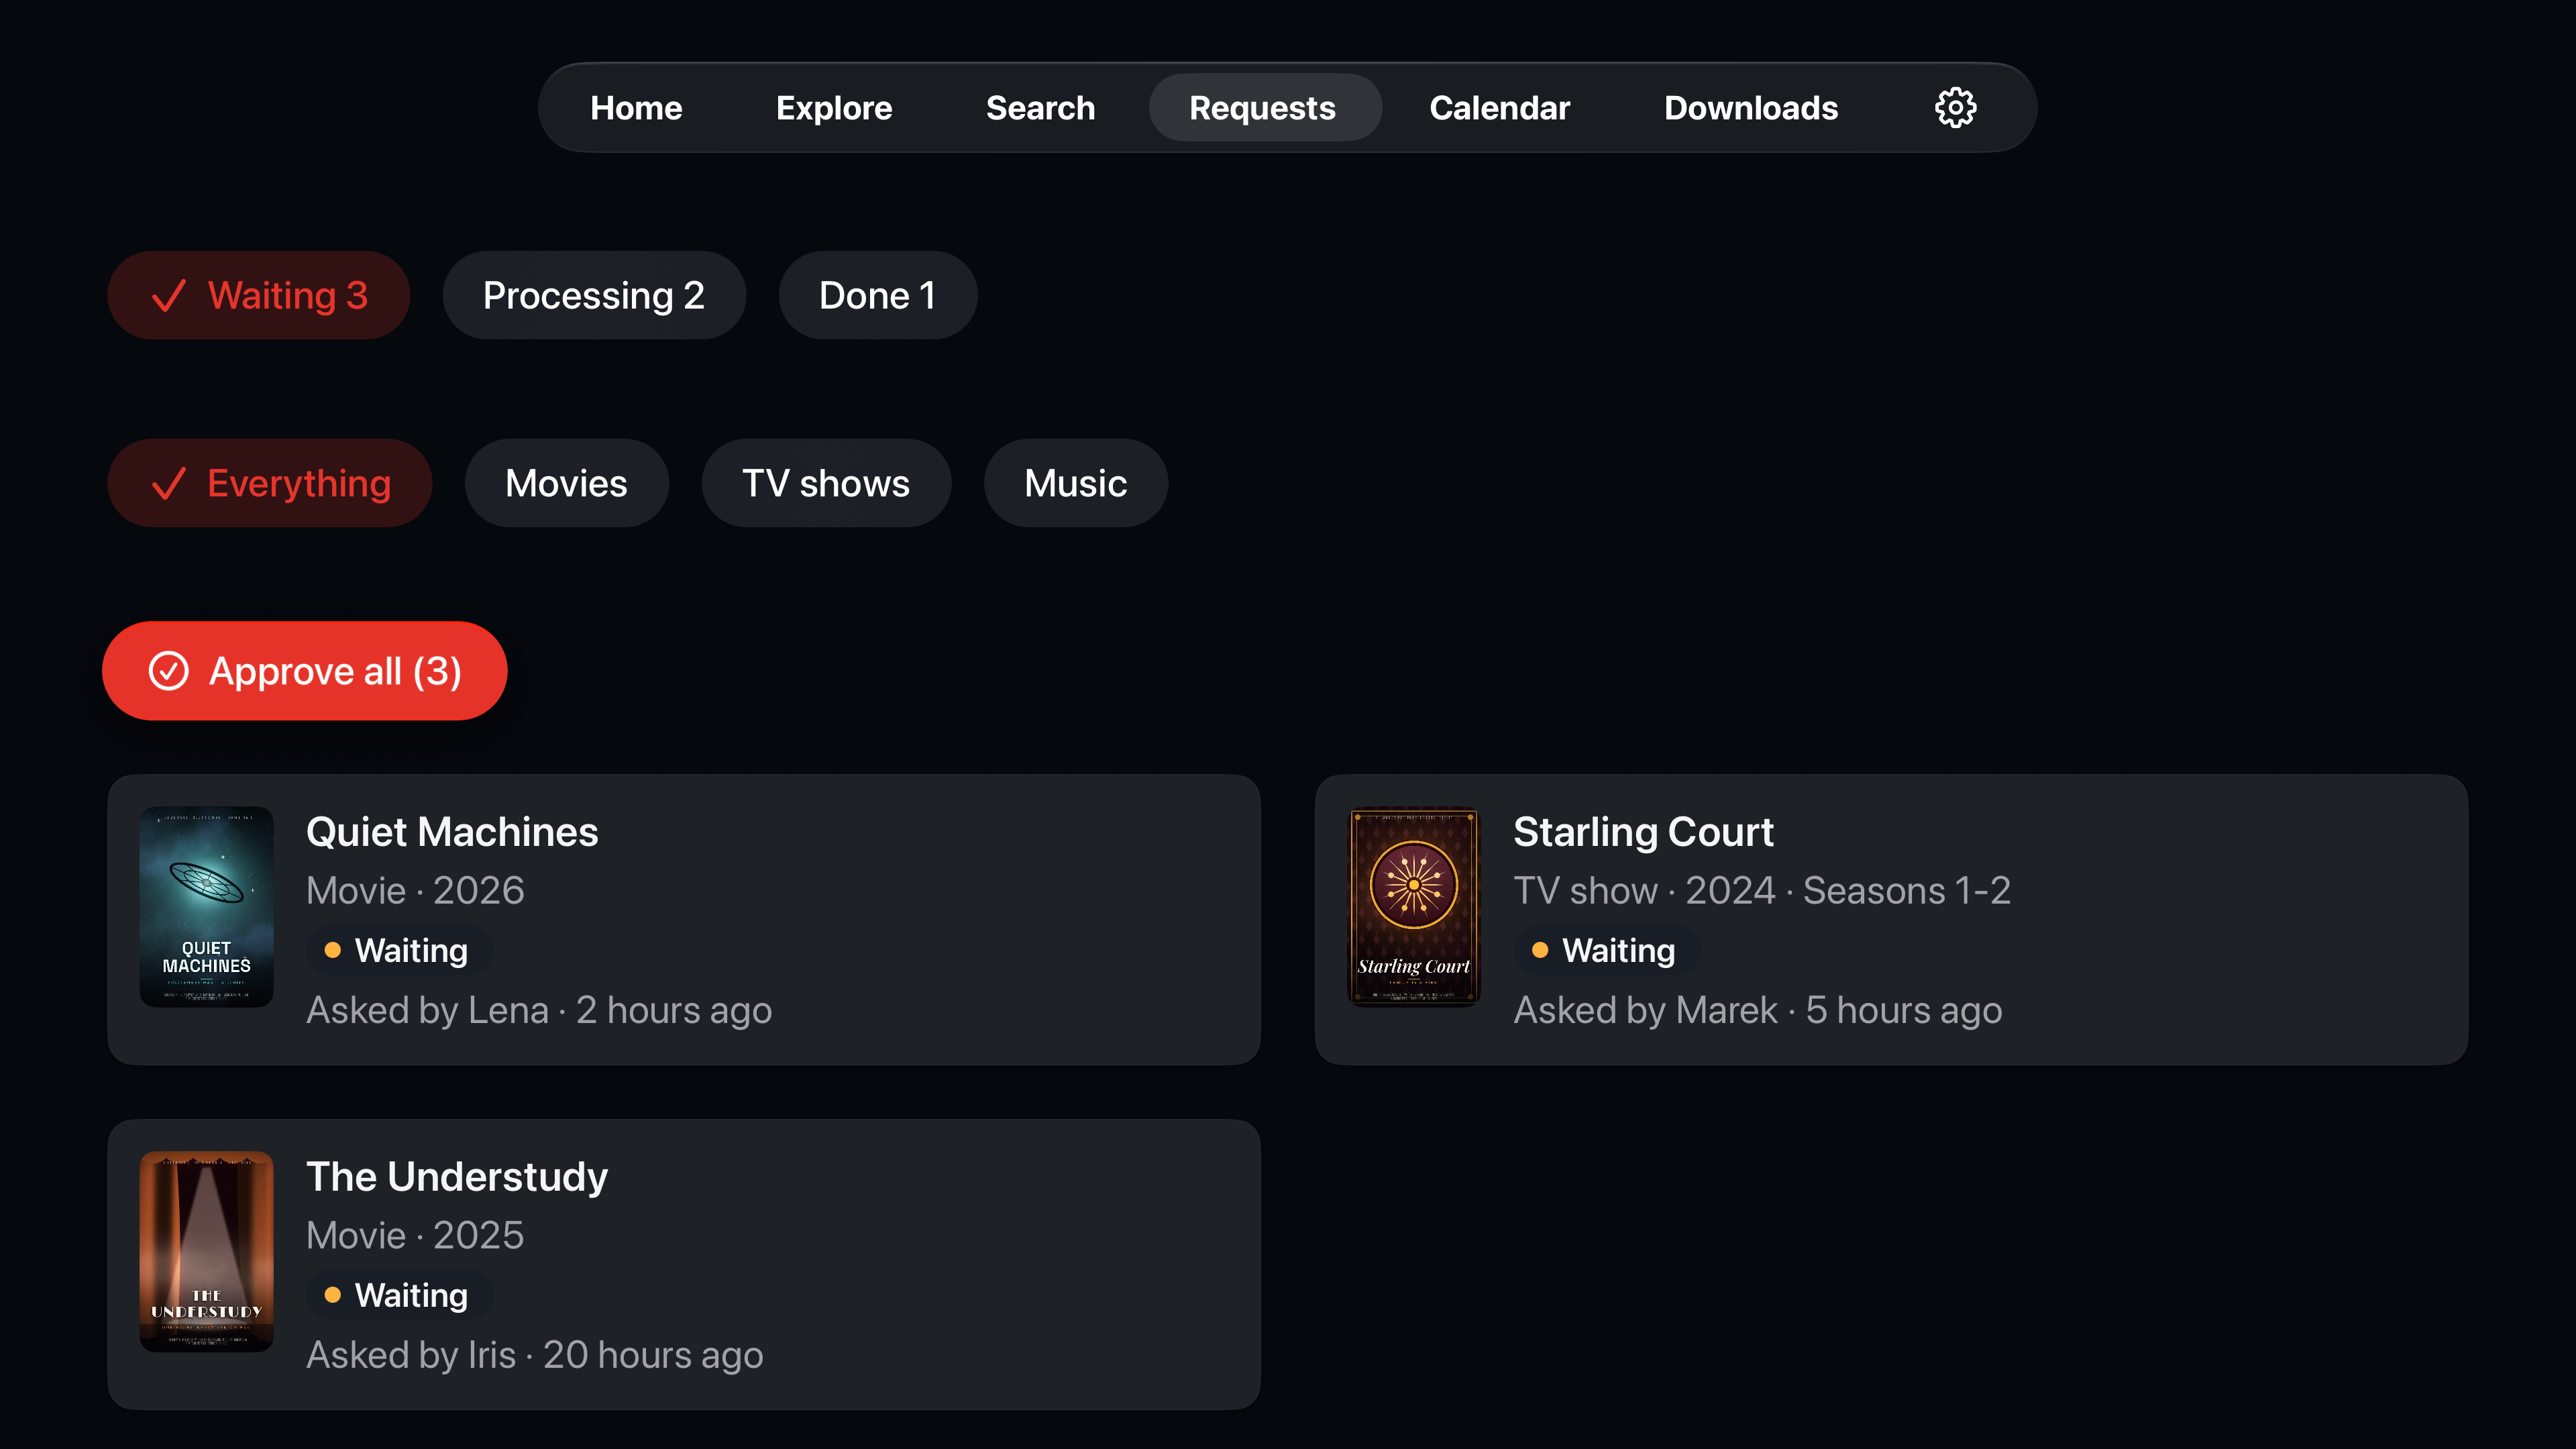 Home
Explore
Search
Requests
Calendar
Downloads
Waiting 3
Processing 2
Done 1
Everything
Movies
TV shows
Music
Approve all (3)
QUIET
MACHINES
Quiet Machines
Movie · 2026
Waiting
Asked by Lena · 2 hours ago
Starling Court
Starling Court
TV show · 2024 · Seasons 1-2
Waiting
Asked by Marek · 5 hours ago
THE
UNDERSTUDY
The Understudy
Movie · 2025
Waiting
Asked by Iris · 20 hours ago